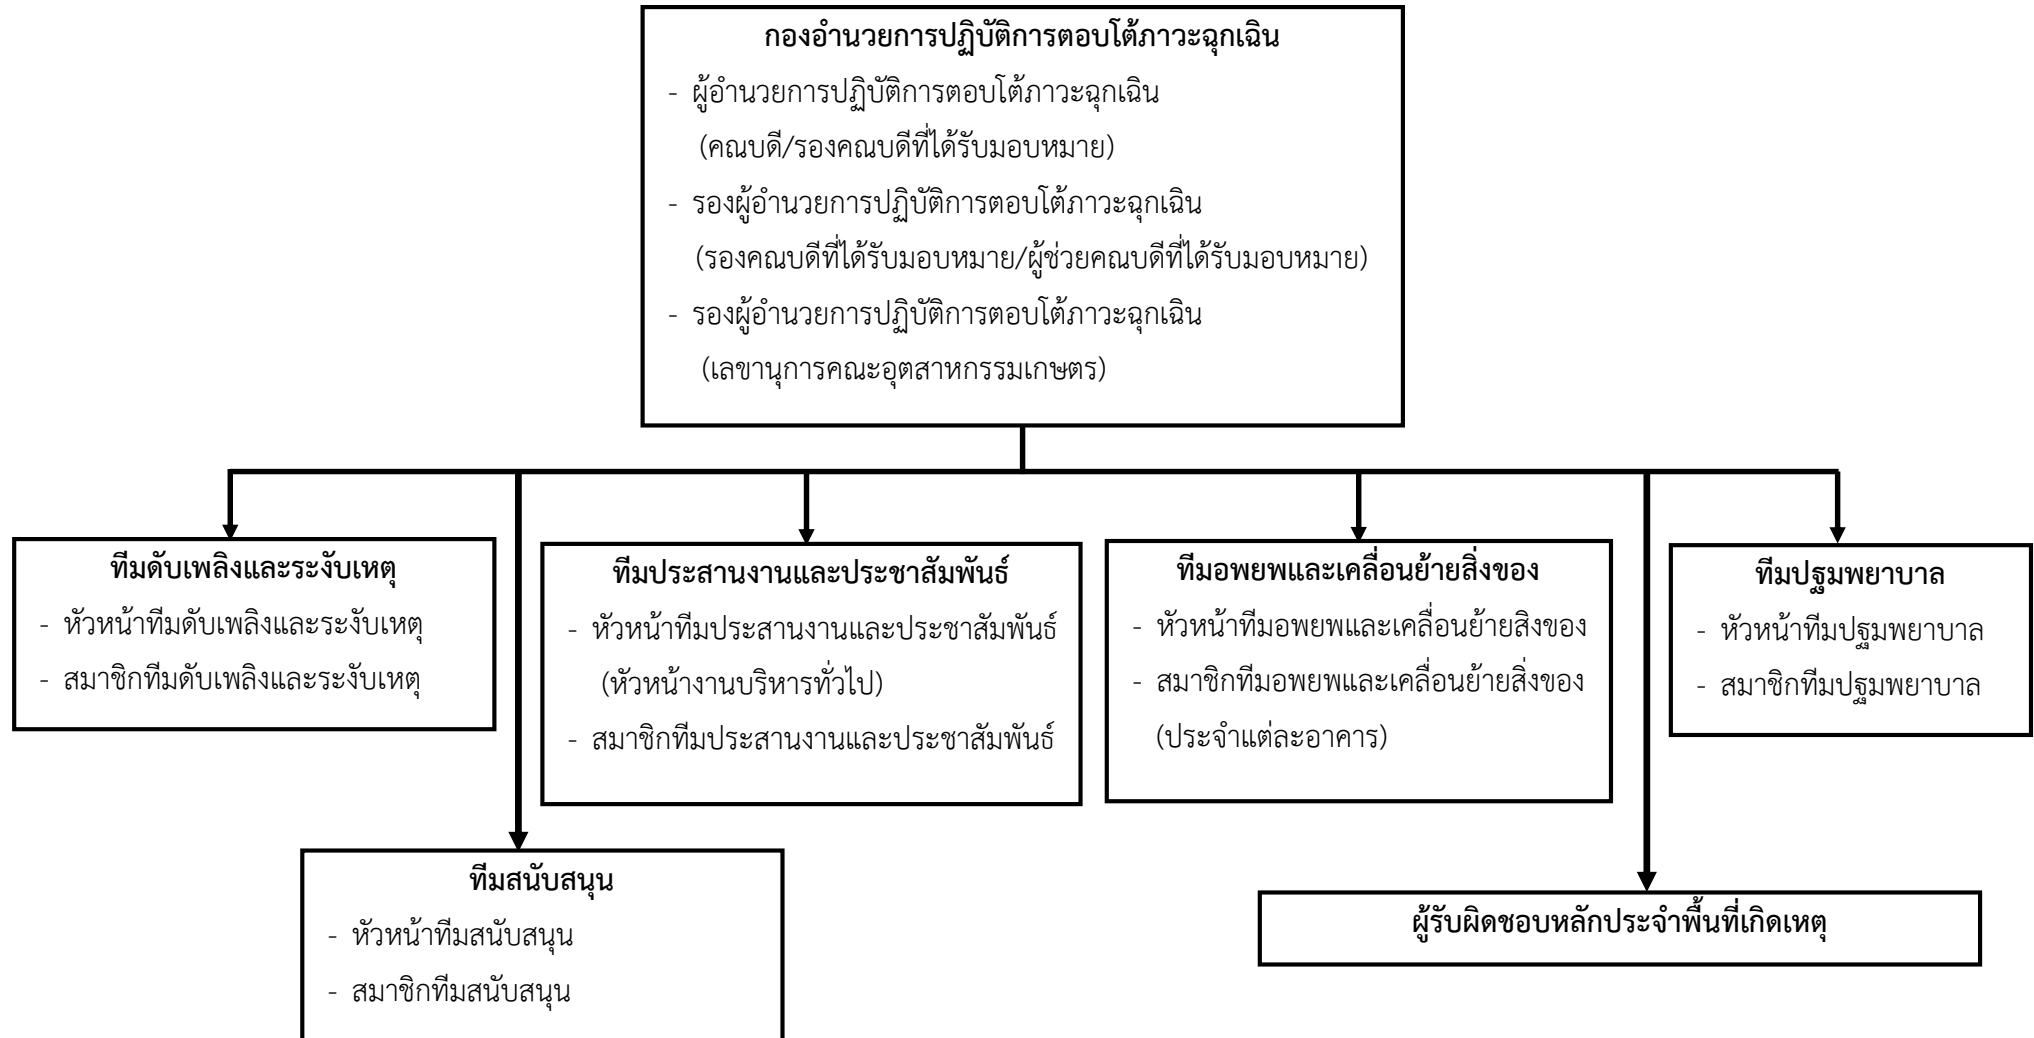 กองอำนวยการปฏิบัติการตอบโต้ภาวะฉุกเฉิน
- ผู้อำนวยการปฏิบัติการตอบโต้ภาวะฉุกเฉิน
(คณบดี/รองคณบดีที่ได้รับมอบหมาย)
- รองผู้อำนวยการปฏิบัติการตอบโต้ภาวะฉุกเฉิน
(รองคณบดีที่ได้รับมอบหมาย/ผู้ช่วยคณบดีที่ได้รับมอบหมาย)
- รองผู้อำนวยการปฏิบัติการตอบโต้ภาวะฉุกเฉิน
(เลขานุการคณะอุตสาหกรรมเกษตร)
ทีมดับเพลิงและระงับเหตุ
- หัวหน้าทีมดับเพลิงและระงับเหตุ
- สมาชิกทีมดับเพลิงและระงับเหตุ
ทีมประสานงานและประชาสัมพันธ์
- หัวหน้าทีมประสานงานและประชาสัมพันธ์
(หัวหน้างานบริหารทั่วไป)
- สมาชิกทีมประสานงานและประชาสัมพันธ์
ทีมอพยพและเคลื่อนย้ายสิ่งของ
- หัวหน้าทีมอพยพและเคลื่อนย้ายสิ่งของ
- สมาชิกทีมอพยพและเคลื่อนย้ายสิ่งของ
(ประจำแต่ละอาคาร)
ทีมปฐมพยาบาล
- หัวหน้าทีมปฐมพยาบาล
- สมาชิกทีมปฐมพยาบาล
ทีมสนับสนุน
- หัวหน้าทีมสนับสนุน
- สมาชิกทีมสนับสนุน
ผู้รับผิดชอบหลักประจำพื้นที่เกิดเหตุ